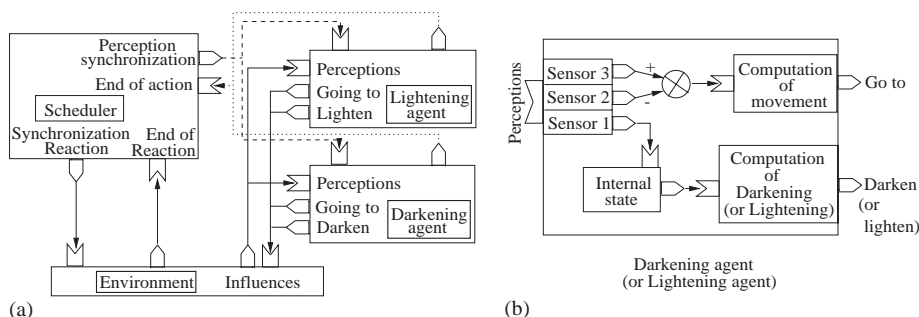 Perception
synchronization
End of action
Scheduler
Synchronization
Reaction
End of
Reaction
Perceptions
Going to
Lighten
Lightening
agent
Perceptions
Going to
Darken
Darkening
agent
Environment
Influences
(a)
Perceptions
Sensor 3
Sensor 2
Sensor 1
+
-
Computation
of
movement
Go to
Internal
state
Computation
of
Darkening
(or Lightening)
Darken
(or
lighten)
Darkening agent
(or Lightening agent)
(b)